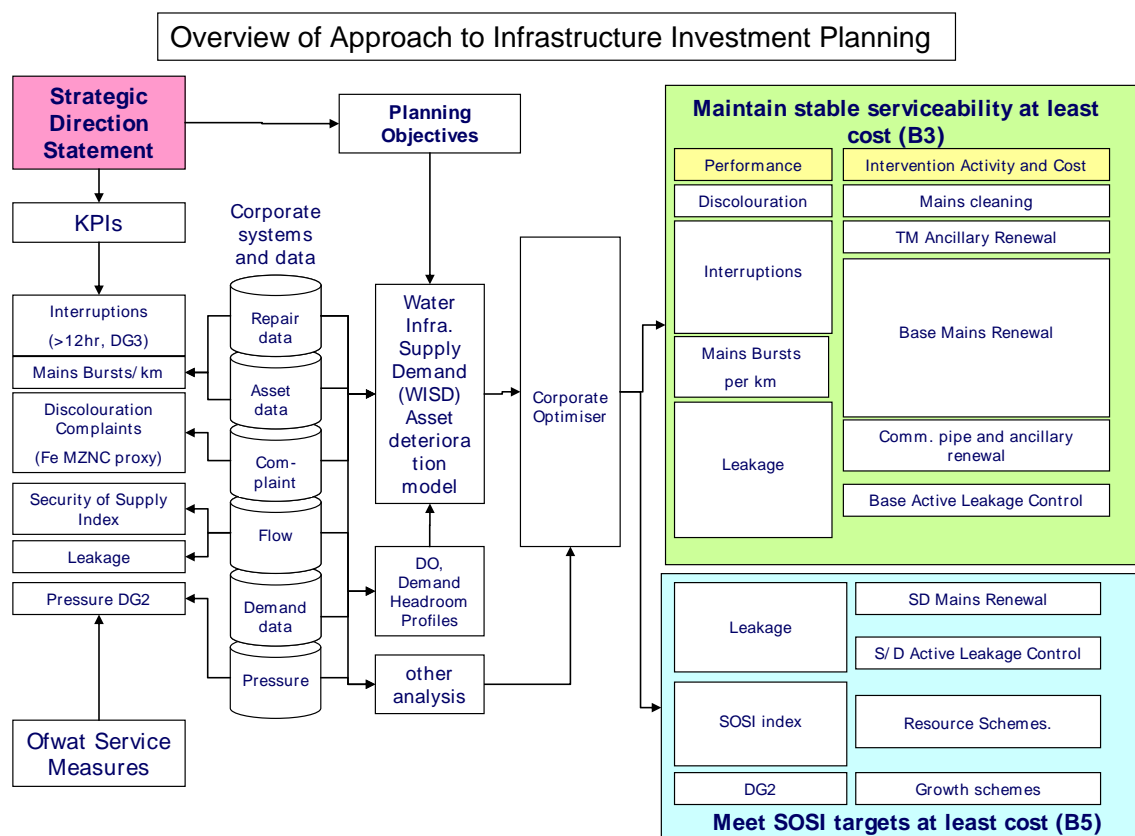 Overview of Approach to Infrastructure Investment Planning
Strategic
Direction
Statement
Planning
Objectives
KPIs
Corporate
systems
and data
Interruptions
(>12hr, DG3)
Mains Bursts/ km
Discolouration
Complaints
(Fe MZNC proxy)
Security of Supply
Index
Leakage
Pressure DG2
Ofwat Service
Measures
Repair
data
Asset
data
Com-
plaint
Flow
Demand
data
Pressure
Water
Infra.
Supply
Demand
(WISD)
Asset
deteriora
tion
model
DO,
Demand
Headroom
Profiles
other
analysis
Corporate
Optimiser
Maintain stable serviceability at least
cost (B3)
Performance
Intervention Activity and Cost
Discolouration
Mains cleaning
TM Ancillary Renewal
Interruptions
Base Mains Renewal
Mains Bursts
per km
Leakage
Comm. pipe and ancillary
renewal
Base Active Leakage Control
Leakage
SD Mains Renewal
S/ D Active Leakage Control
SOSI index
Resource Schemes.
DG2
Growth schemes
Meet SOSI targets at least cost (B5)